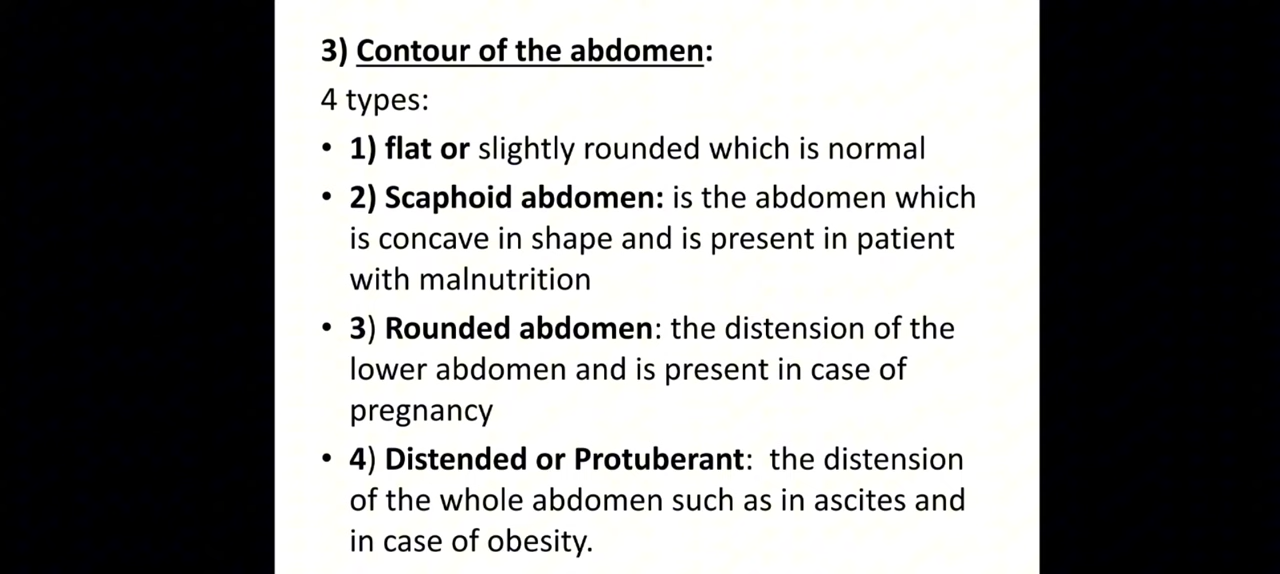 3) Contour of the abdomen:
4 types:
• 1) flat or slightly rounded which is normal
• 2) Scaphoid abdomen: is the abdomen which
is concave in shape and is present in patient
with malnutrition
• 3) Rounded abdomen: the distension of the
lower abdomen and is present in case of
pregnancy
• 4) Distended or Protuberant:  the distension
of the whole abdomen such as in ascites and
in case of obesity.